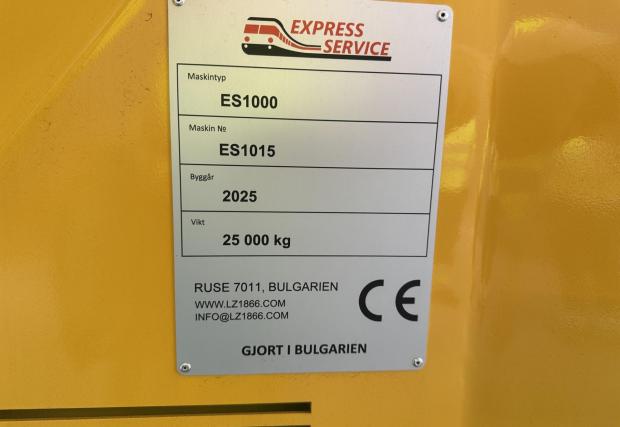 EXPRESS
SERVICE
Maskintyp
ES1000
Maskin №
ES1015
Byggår
2025
Vikt
25 000 kg
RUSE 7011, BULGARIEN
WWW.LZ1866.COM
INFO@LZ1866.COM
CE
GJORT I BULGARIEN